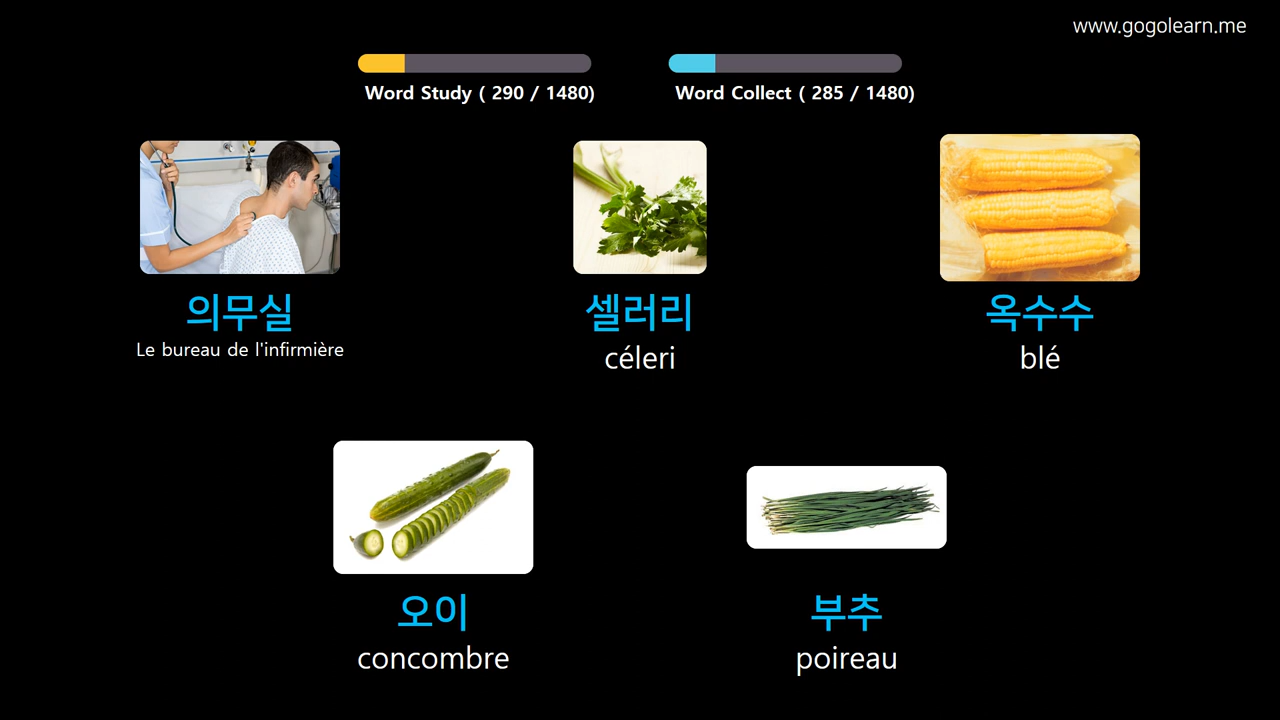 www.gogolearn.me
Word Study ( 290 / 1480)
Word Collect ( 285 / 1480)
의무실
Le bureau de l'infirmière
셀러리
céleri
옥수수
blé
오이
concombre
부추
poireau